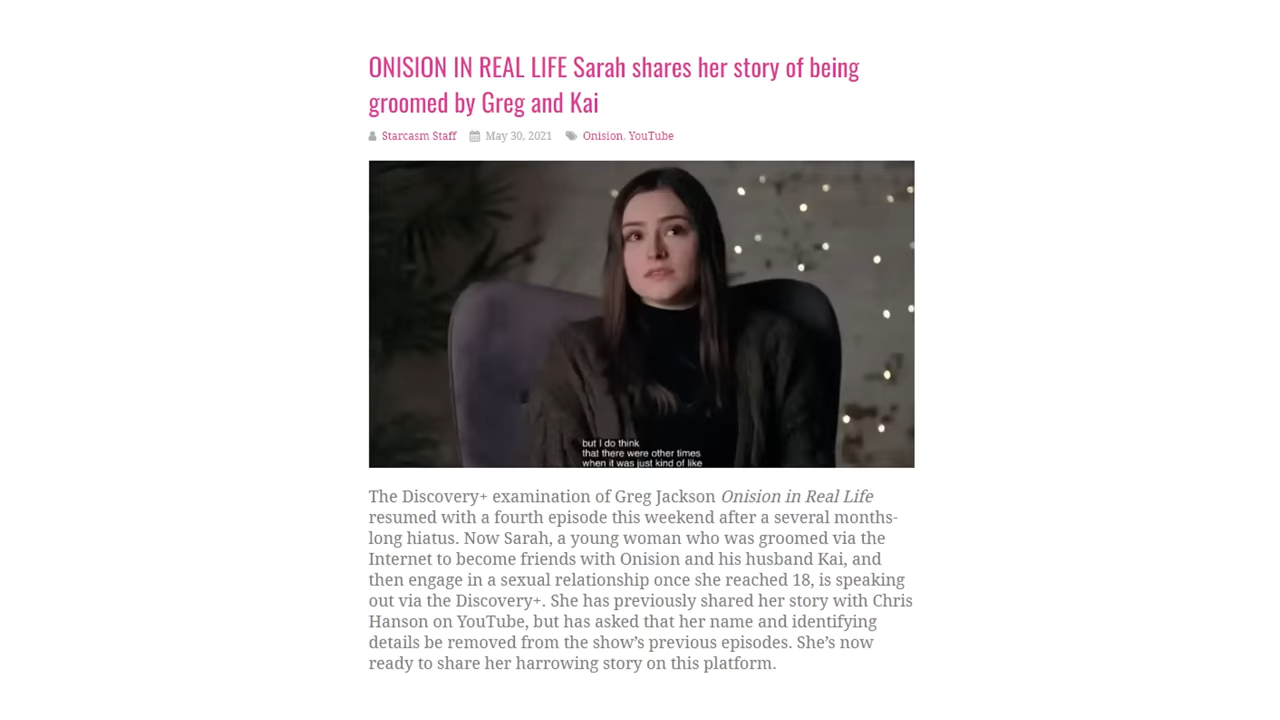 ONISION IN REAL LIFE Sarah shares her story of being
groomed by Greg and Kai
Starcasm Staff May 30, 2021 Onision, YouTube
but I do think
that there were other times
when it was just kind of like
The Discovery+ examination of Greg Jackson Onision in Real Life
resumed with a fourth episode this weekend after a several months-
long hiatus. Now Sarah, a young woman who was groomed via the
Internet to become friends with Onision and his husband Kai, and
then engage in a sexual relationship once she reached 18, is speaking
out via the Discovery+. She has previously shared her story with Chris
Hanson on YouTube, but has asked that her name and identifying
details be removed from the show’s previous episodes. She’s now
ready to share her harrowing story on this platform.